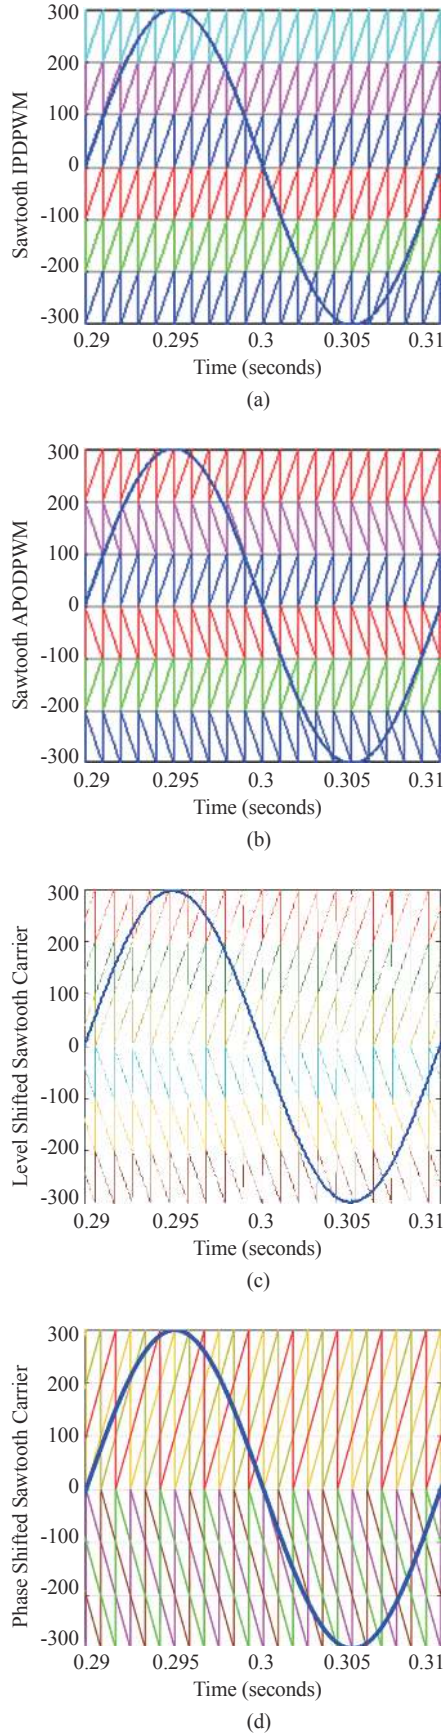 Sawtooth IPDPWM
300
200
100
0
-100
-200
-300
0.29 0.295 0.3 0.305 0.31
Time (seconds)
(a)
Sawtooth APODPWM
300
200
100
0
-100
-200
-300
0.29 0.295 0.3 0.305 0.31
Time (seconds)
(b)
Level Shifted Sawtooth Carrier
300
200
100
0
-100
-200
-300
0.29 0.295 0.3 0.305 0.31
Time (seconds)
(c)
Phase Shifted Sawtooth Carrier
300
200
100
0
-100
-200
-300
0.29 0.295 0.3 0.305 0.31
Time (seconds)
(d)